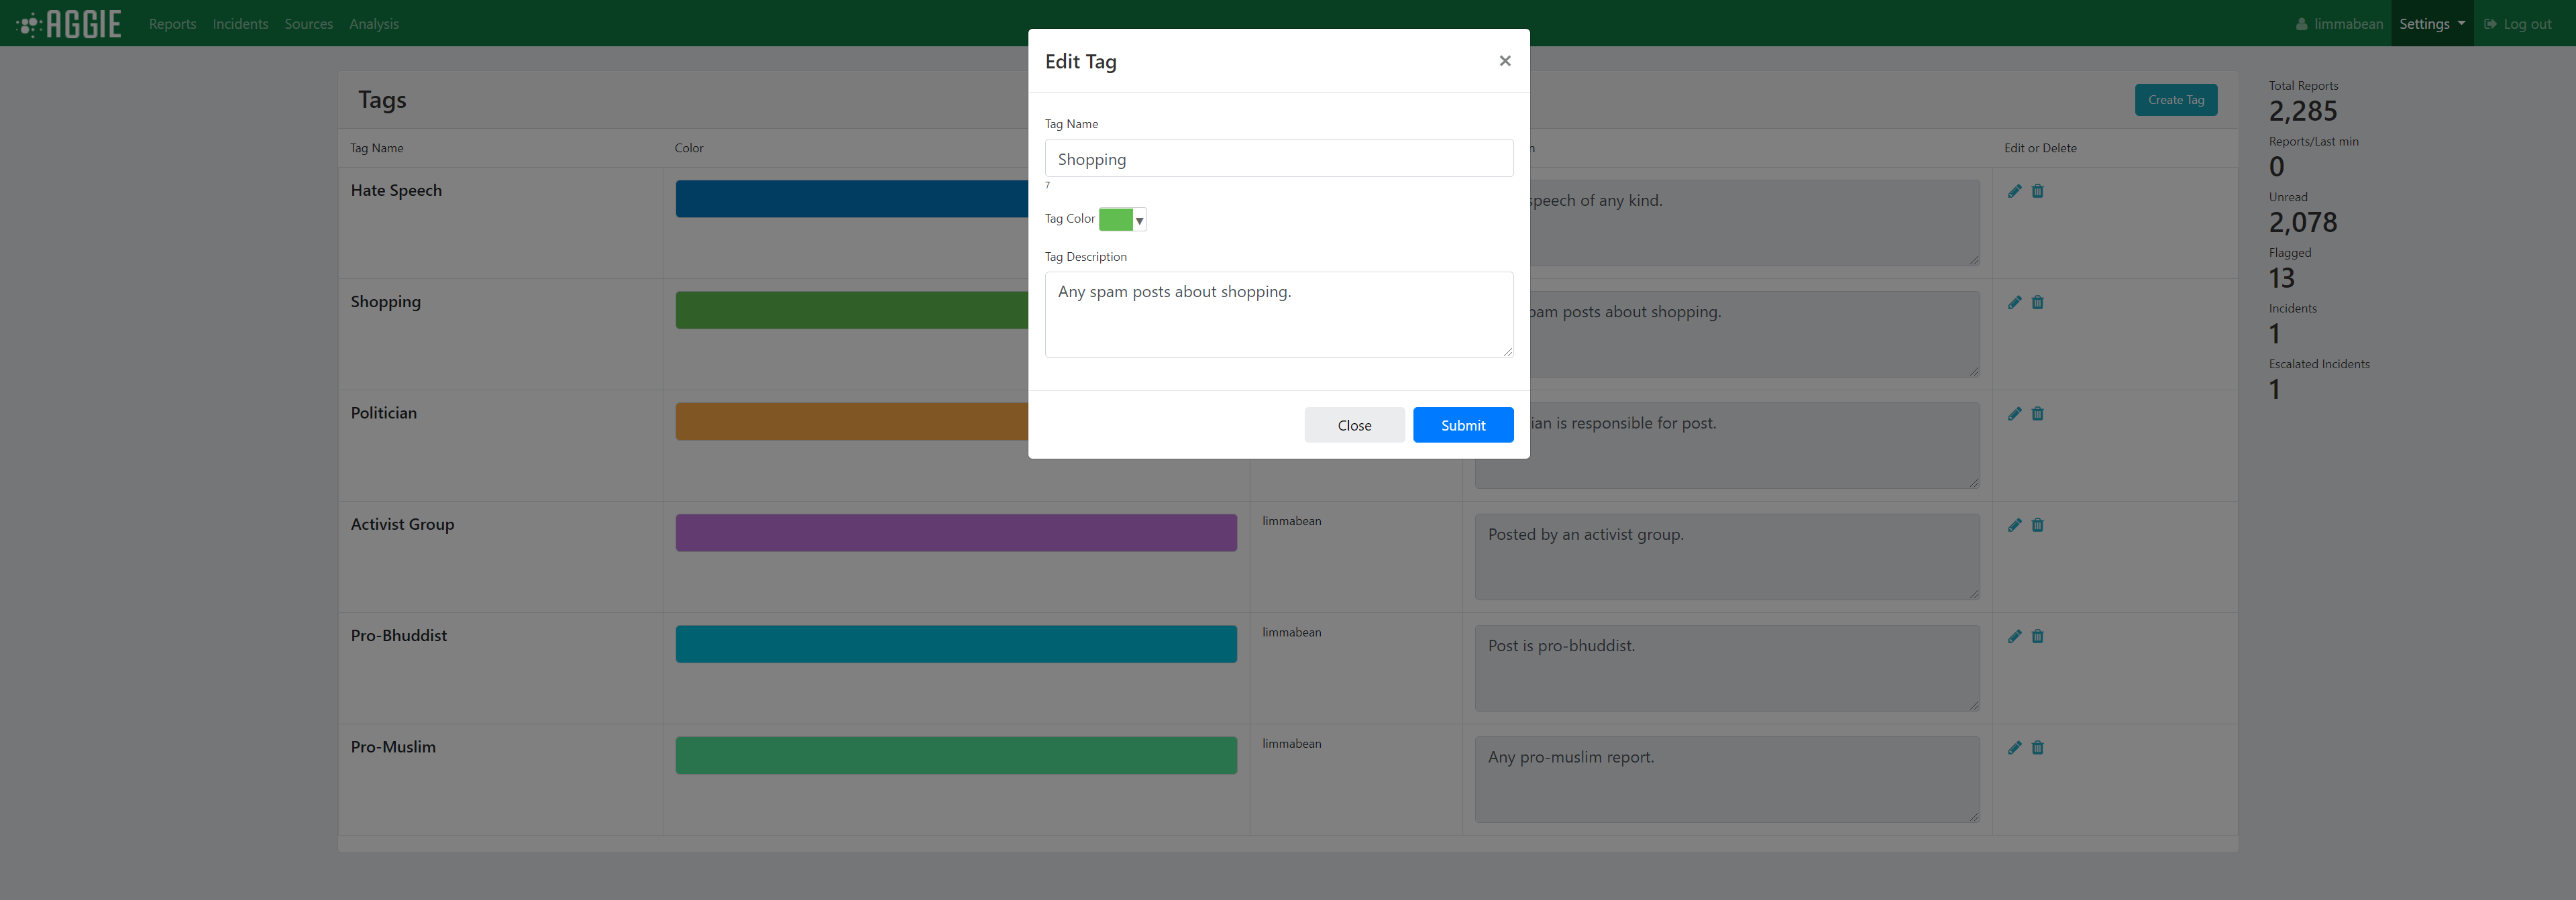 AGGIE Reports Incidents Sources Analysis limmabean Settings Log out
Edit Tag ×
Tags
Create Tag
Tag Name Color Edit or Delete
Tag Name
Shopping
7
Tag Color
Tag Description
Any spam posts about shopping.
Close Submit
Hate Speech
speech of any kind.
Shopping
spam posts about shopping.
Politician
ian is responsible for post.
Activist Group limmabean Posted by an activist group.
Pro-Bhuddist limmabean Post is pro-bhuddist.
Pro-Muslim limmabean Any pro-muslim report.
Total Reports
2,285
Reports/Last min
0
Unread
2,078
Flagged
13
Incidents
1
Escalated Incidents
1